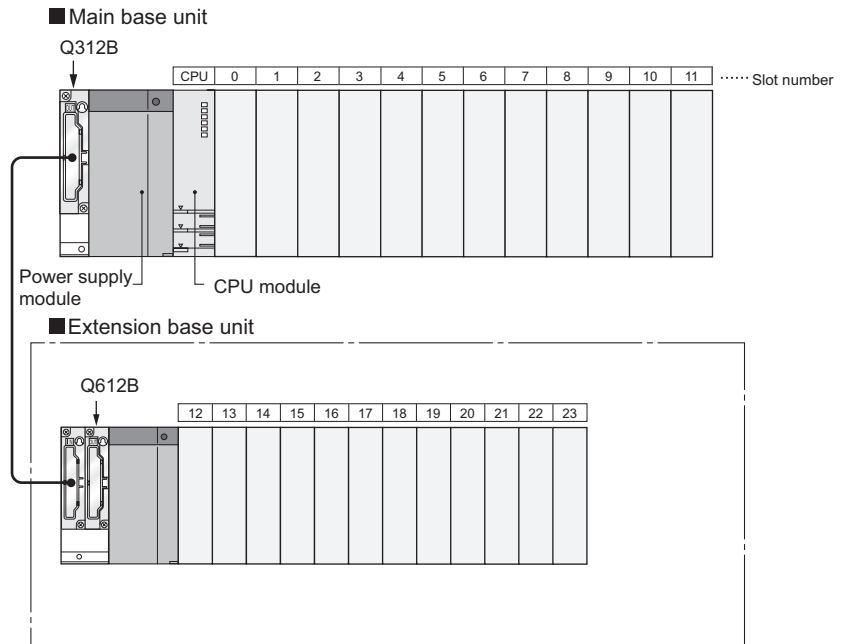 ■Main base unit
Q312B
CPU 0 1 2 3 4 5 6 7 8 9 10 11 ······ Slot number
Power supply
module
CPU module
■Extension base unit
Q612B
12 13 14 15 16 17 18 19 20 21 22 23